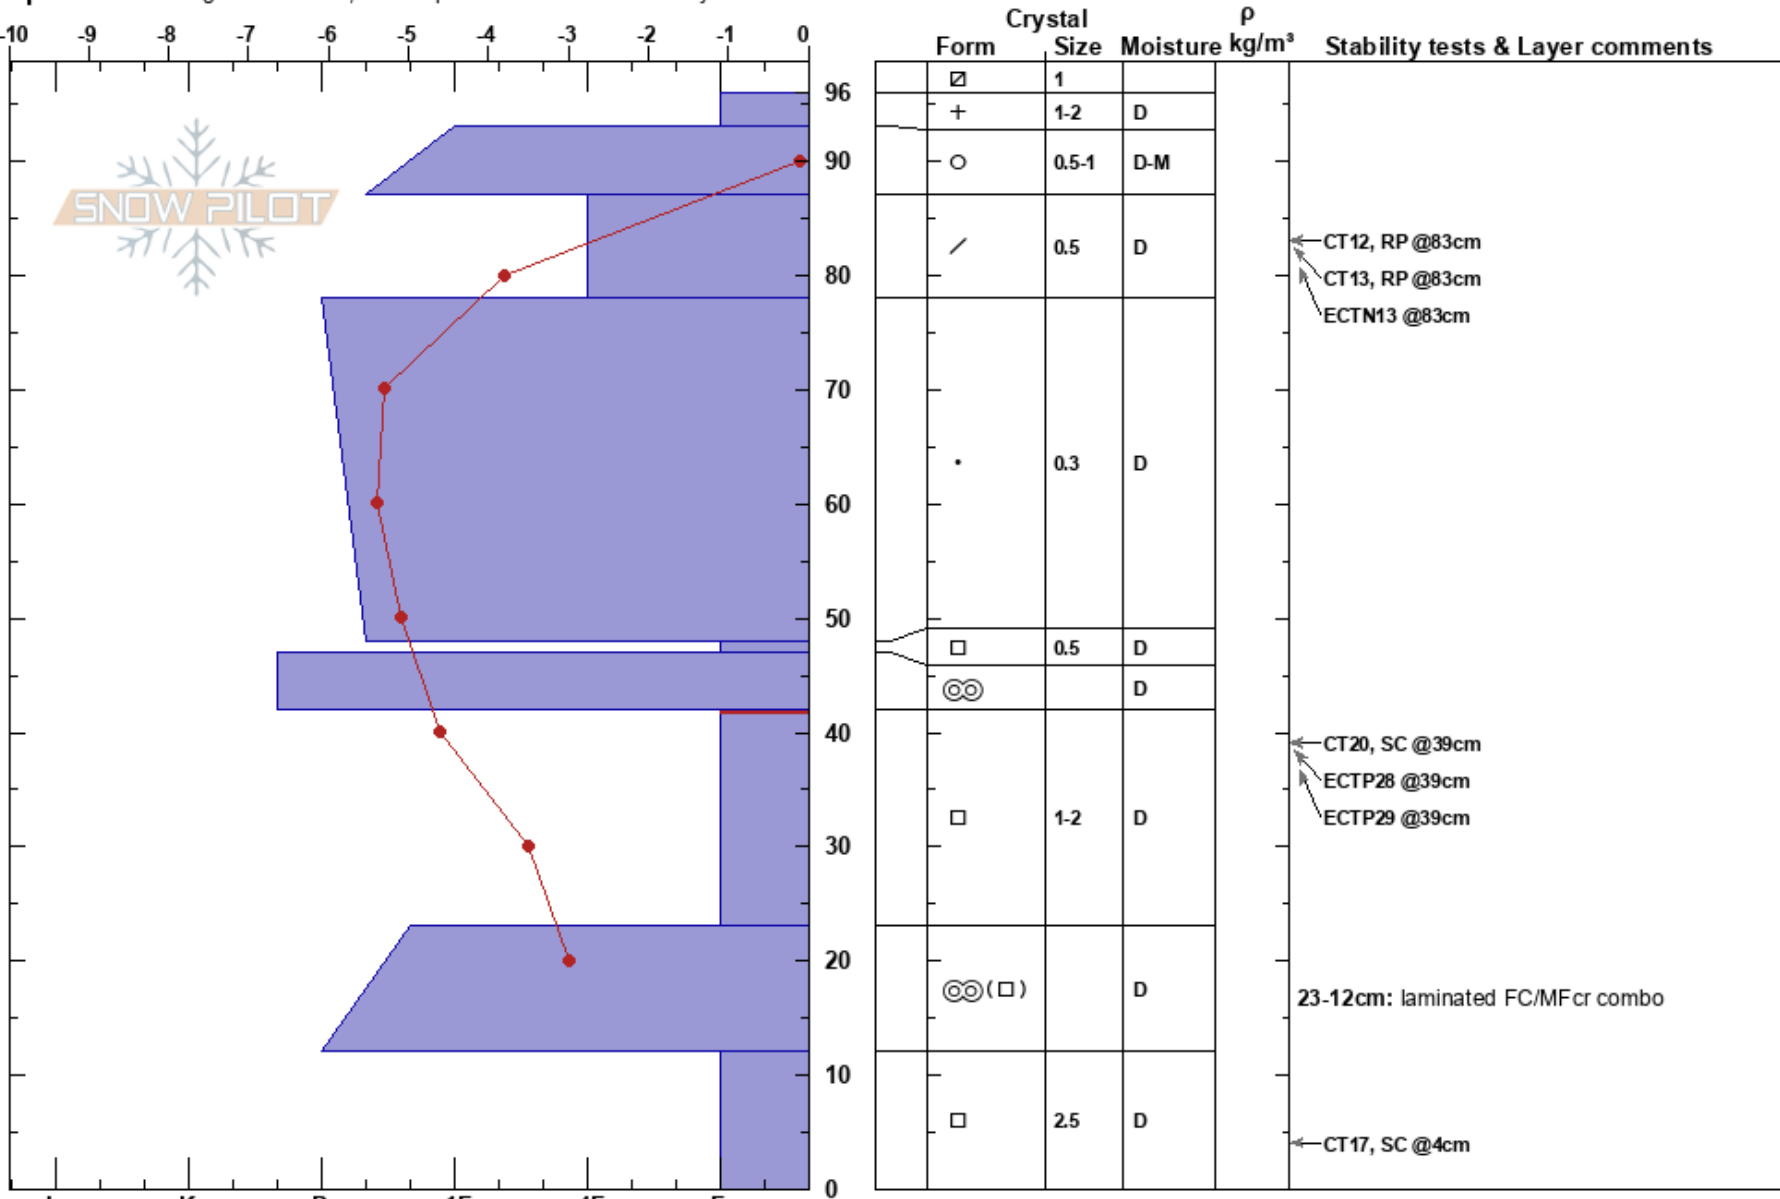 -10 -9 -8 -7 -6 -5 -4 -3 -2 -1 0
Crystal ρ
Form Size Moisture kg/m³ Stability tests & Layer comments
1
96
+ 1-2 D
SNOW PILOT
90
0.5-1 D-M
0.5 D
CT12, RP @83cm
80
CT13, RP @83cm
ECTN13 @83cm
70
0.3 D
60
50
0.5 D
D
40
CT20, SC @39cm
ECTP28 @39cm
1-2 D
ECTP29 @39cm
30
20
( ) D
23-12cm: laminated FC/MFcr combo
10
2.5 D
CT17, SC @4cm
0